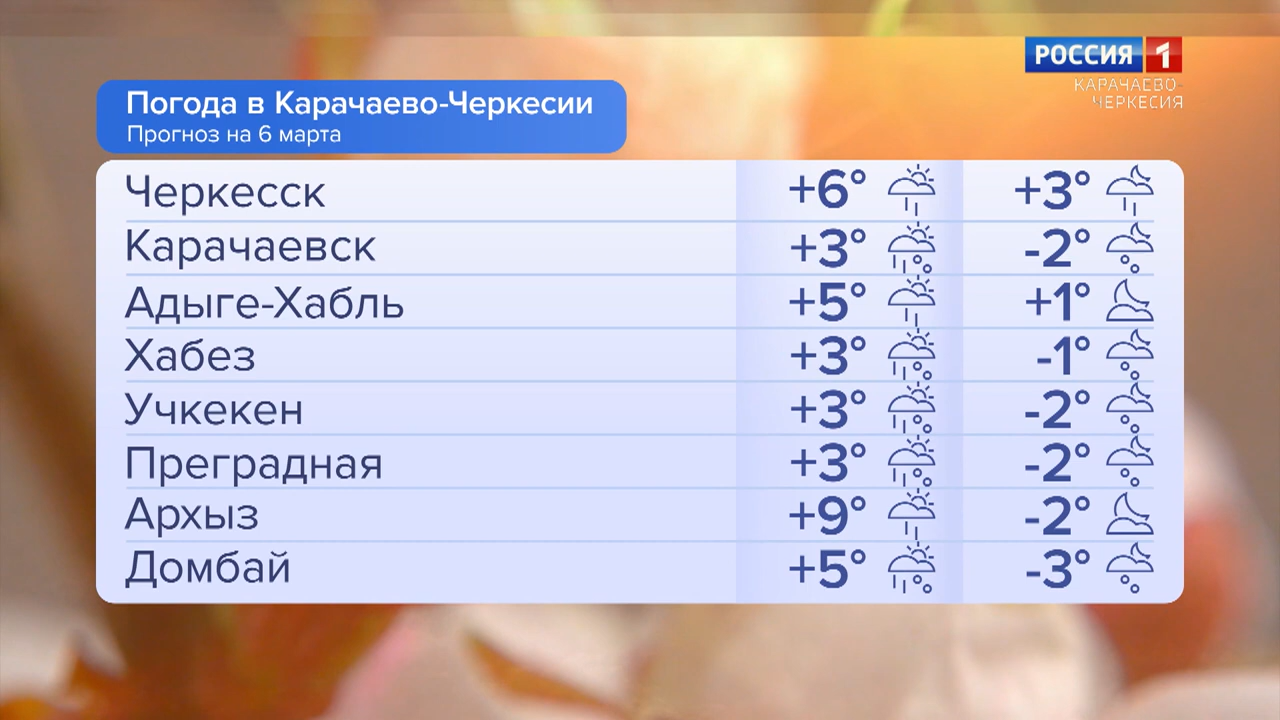 РОССИЯ 1
КАРАЧАЕВО-
ЧЕРКЕСИЯ
Погода в Карачаево-Черкесии
Прогноз на 6 марта
Черкесск +6° +3°
Карачаевск +3° -2°
Адыге-Хабль +5° +1°
Хабез +3° -1°
Учкекен +3° -2°
Преградная +3° -2°
Архыз +9° -2°
Домбай +5° -3°